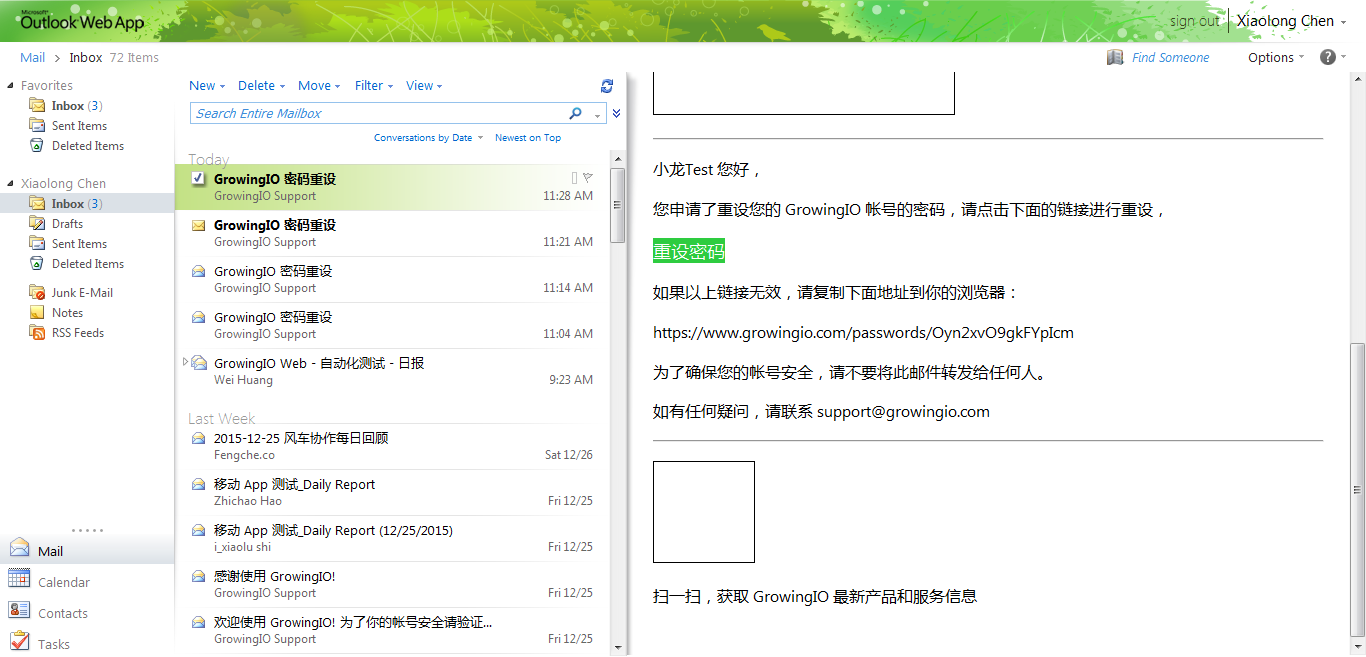 Microsoft®
Outlook Web App
sign out
Xiaolong Chen
Mail
Inbox 72 Items
Find Someone
Options
Favorites
Inbox (3)
Sent Items
Deleted Items
Xiaolong Chen
Inbox (3)
Drafts
Sent Items
Deleted Items
Junk E-Mail
Notes
RSS Feeds
Mail
Calendar
Contacts
Tasks
New
Delete
Move
Filter
View
Search Entire Mailbox
Conversations by Date
Newest on Top
Today
GrowingIO 密码重设
GrowingIO Support
11:28 AM
GrowingIO 密码重设
GrowingIO Support
11:21 AM
GrowingIO 密码重设
GrowingIO Support
11:14 AM
GrowingIO 密码重设
GrowingIO Support
11:04 AM
GrowingIO Web - 自动化测试 - 日报
Wei Huang
9:23 AM
Last Week
2015-12-25 风车协作每日回顾
Fengche.co
Sat 12/26
移动 App 测试_Daily Report
Zhichao Hao
Fri 12/25
移动 App 测试_Daily Report (12/25/2015)
i_xiaolu shi
Fri 12/25
感谢使用 GrowingIO!
GrowingIO Support
Fri 12/25
欢迎使用 GrowingIO! 为了你的帐号安全请验证...
GrowingIO Support
Fri 12/25
小龙Test 您好，
您申请了重设您的 GrowingIO 帐号的密码，请点击下面的链接进行重设，
重设密码
如果以上链接无效，请复制下面地址到你的浏览器：
https://www.growingio.com/passwords/Oyn2xvO9gkFYpIcm
为了确保您的帐号安全，请不要将此邮件转发给任何人。
如有任何疑问，请联系 support@growingio.com
扫一扫，获取 GrowingIO 最新产品和服务信息